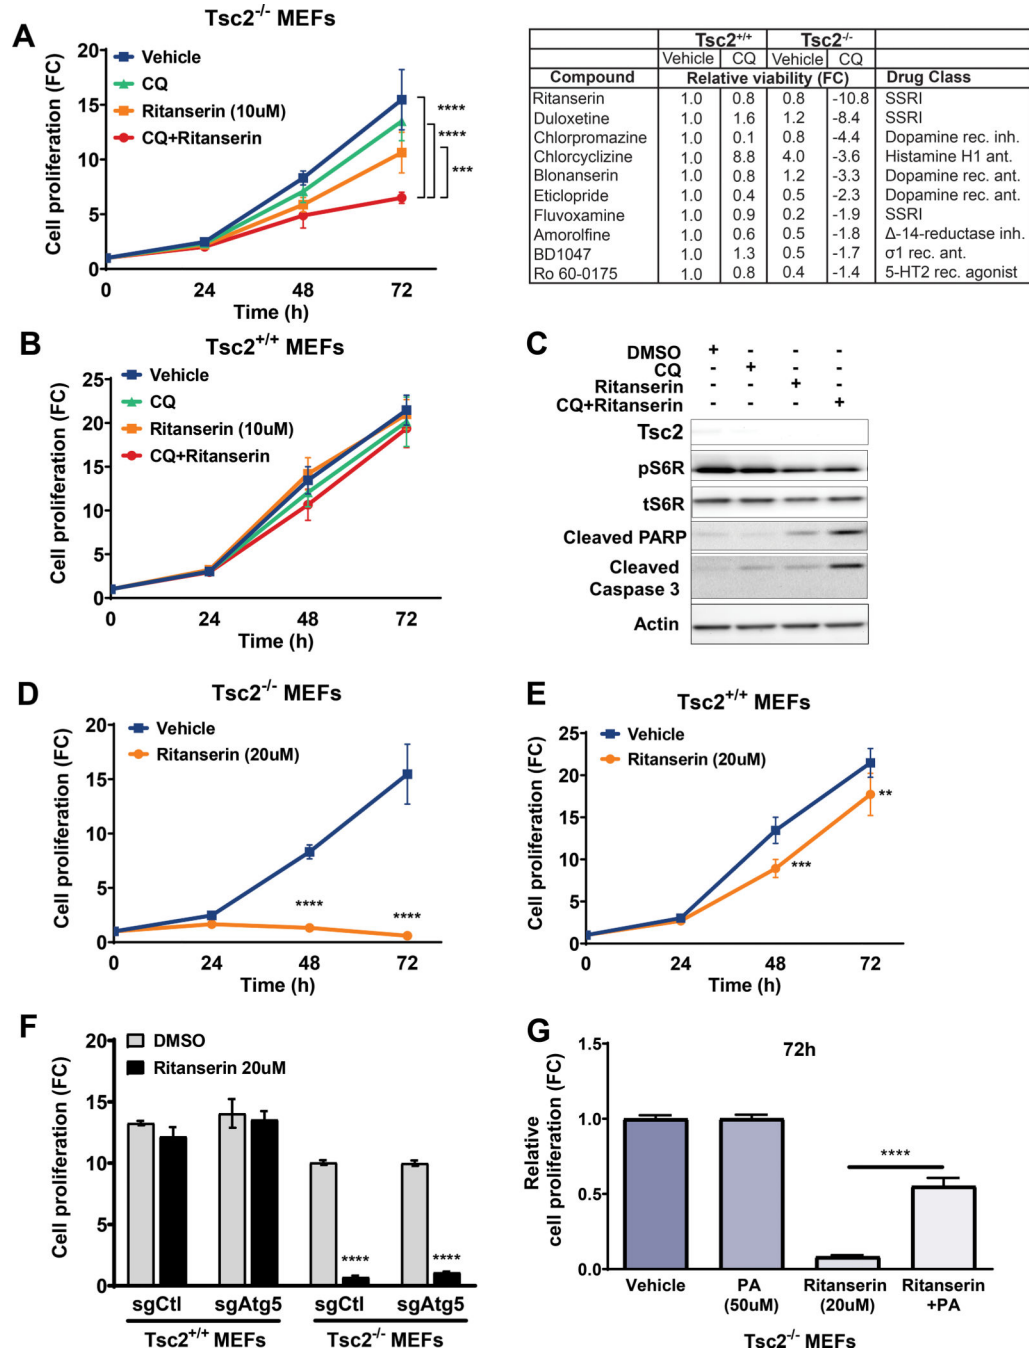 A
Tsc2-/- MEFs
Cell proliferation (FC)
20
15
10
5
0
Vehicle
CQ
Ritanserin (10uM)
CQ+Ritanserin
****
****
***
0 24 48 72
Time (h)
Tsc2+/+ Tsc2-/-
Vehicle CQ Vehicle CQ
Compound Relative viability (FC) Drug Class
Ritanserin 1.0 0.8 0.8 -10.8 SSRI
Duloxetine 1.0 1.6 1.2 -8.4 SSRI
Chlorpromazine 1.0 0.1 0.8 -4.4 Dopamine rec. inh.
Chlorcyclizine 1.0 8.8 4.0 -3.6 Histamine H1 ant.
Blonanserin 1.0 0.8 1.2 -3.3 Dopamine rec. ant.
Eticlopride 1.0 0.4 0.5 -2.3 Dopamine rec. ant.
Fluvoxamine 1.0 0.9 0.2 -1.9 SSRI
Amorolfine 1.0 0.6 0.5 -1.8 Δ-14-reductase inh.
BD1047 1.0 1.3 0.5 -1.7 σ1 rec. ant.
Ro 60-0175 1.0 0.8 0.4 -1.4 5-HT2 rec. agonist
B
Tsc2+/+ MEFs
Cell proliferation (FC)
25
20
15
10
5
0
Vehicle
CQ
Ritanserin (10uM)
CQ+Ritanserin
0 24 48 72
Time (h)
C
DMSO + - - -
CQ - + - -
Ritanserin - - + -
CQ+Ritanserin - - - +
Tsc2
pS6R
tS6R
Cleaved PARP
Cleaved
Caspase 3
Actin
D
Tsc2-/- MEFs
Cell proliferation (FC)
20
15
10
5
0
Vehicle
Ritanserin (20uM)
**** ****
0 24 48 72
Time (h)
E
Tsc2+/+ MEFs
Cell proliferation (FC)
25
20
15
10
5
0
Vehicle
Ritanserin (20uM)
**
***
0 24 48 72
Time (h)
F
Cell proliferation (FC)
20
15
10
5
0
DMSO
Ritanserin 20uM
**** ****
sgCtl sgAtg5 sgCtl sgAtg5
Tsc2+/+ MEFs Tsc2-/- MEFs
G
72h
Relative
cell proliferation (FC)
1.5
1.0
0.5
0.0
****
Vehicle PA Ritanserin Ritanserin
(50uM) (20uM) +PA
Tsc2-/- MEFs